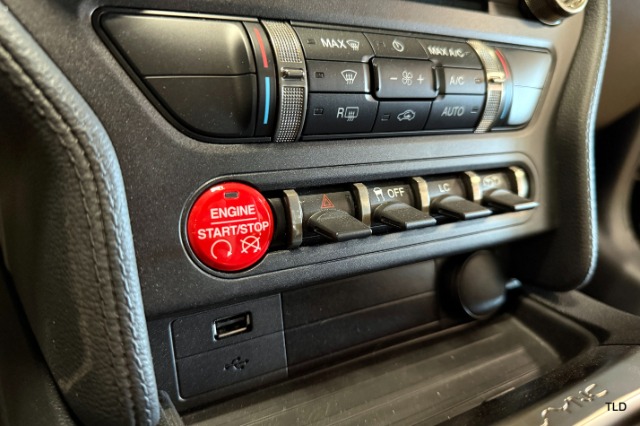 MAX
MAX A/C
- +
A/C
R
AUTO
ENGINE
START/STOP
OFF
LC
TLD